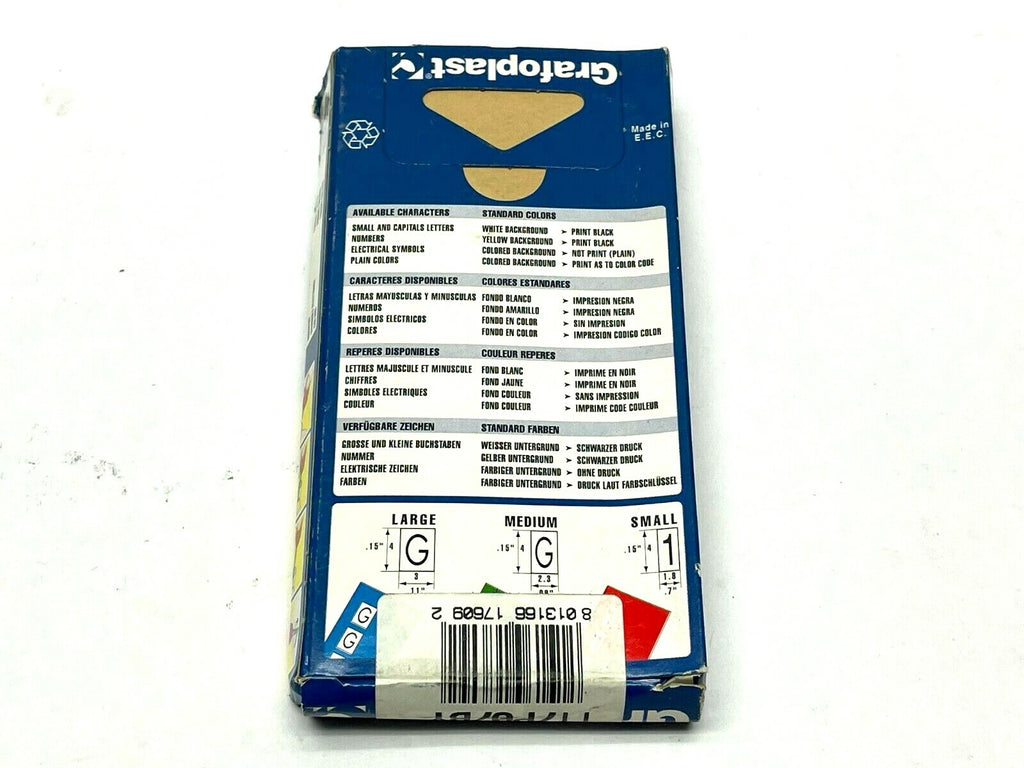 Grafoplast
Made in
E.E.C.
AVAILABLE CHARACTERS STANDARD COLORS
SMALL AND CAPITALS LETTERS WHITE BACKGROUND ➢ PRINT BLACK
NUMBERS YELLOW BACKGROUND ➢ PRINT BLACK
ELECTRICAL SYMBOLS COLORED BACKGROUND ➢ NOT PRINT (PLAIN)
PLAIN COLORS COLORED BACKGROUND ➢ PRINT AS TO COLOR CODE
CARACTERES DISPONIBLES COLORES ESTANDARES
LETRAS MAYUSCULAS Y MINUSCULAS FONDO BLANCO ➢ IMPRESION NEGRA
NUMEROS FONDO AMARILLO ➢ IMPRESION NEGRA
SIMBOLOS ELECTRICOS FONDO EN COLOR ➢ SIN IMPRESION
COLORES FONDO EN COLOR ➢ IMPRESION CODIGO COLOR
REPERES DISPONIBLES COULEUR REPERES
LETTRES MAJUSCULE ET MINUSCULE FOND BLANC ➢ IMPRIME EN NOIR
CHIFFRES FOND JAUNE ➢ IMPRIME EN NOIR
SIMBOLES ELECTRIQUES FOND COULEUR ➢ SANS IMPRESSION
COULEUR FOND COULEUR ➢ IMPRIME CODE COULEUR
VERFÜGBARE ZEICHEN STANDARD FARBEN
GROSSE UND KLEINE BUCHSTABEN WEISSER UNTERGRUND ➢ SCHWARZER DRUCK
NUMMER GELBER UNTERGRUND ➢ SCHWARZER DRUCK
ELEKTRISCHE ZEICHEN FARBIGER UNTERGRUND ➢ OHNE DRUCK
FARBEN FARBIGER UNTERGRUND ➢ DRUCK LAUT FARBSCHLÜSSEL
LARGE MEDIUM SMALL
.15" 4 G .15" 4 G .15" 4 1
3 2.3 1.8
.11" .7"
G
G
8 013166 17609 2